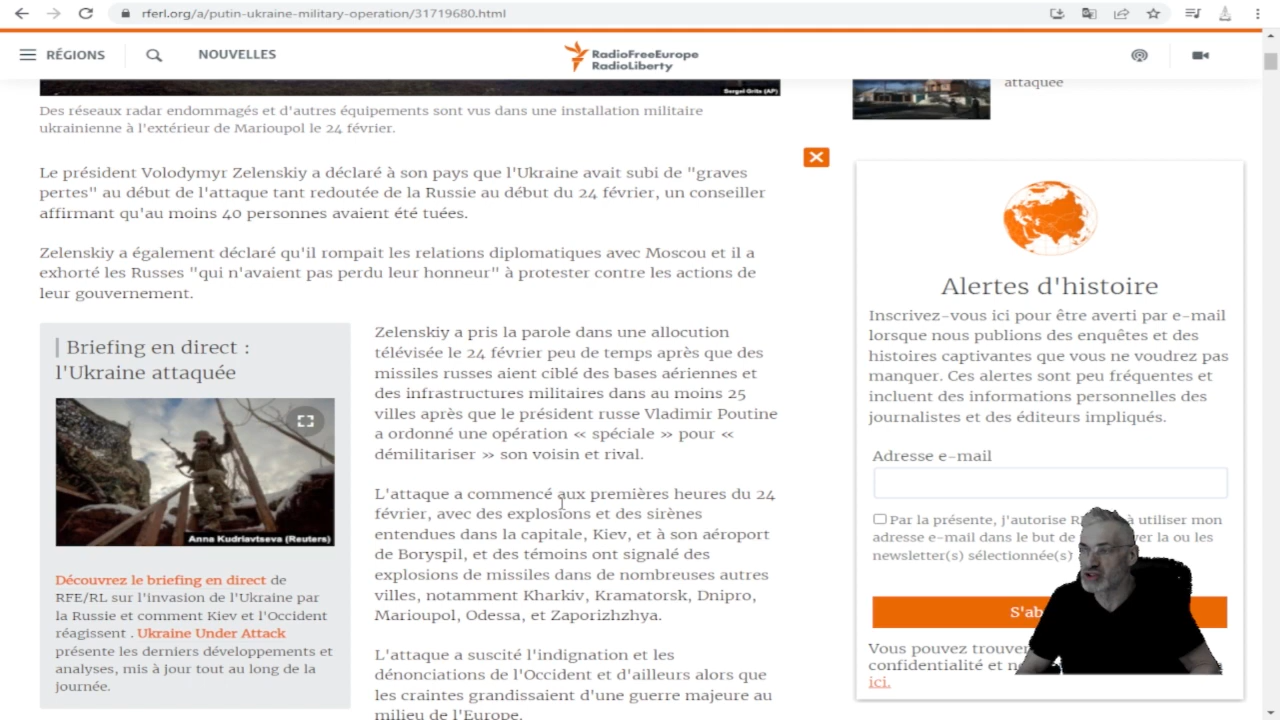 rferl.org/a/putin-ukraine-military-operation/31719680.html
RÉGIONS
NOUVELLES
RadioFreeEurope
RadioLiberty
Sergei Grits (AP)
attaquée
Des réseaux radar endommagés et d'autres équipements sont vus dans une installation militaire
ukrainienne à l'extérieur de Marioupol le 24 février.
Le président Volodymyr Zelenskiy a déclaré à son pays que l'Ukraine avait subi de "graves
pertes" au début de l'attaque tant redoutée de la Russie au début du 24 février, un conseiller
affirmant qu'au moins 40 personnes avaient été tuées.
Zelenskiy a également déclaré qu'il rompait les relations diplomatiques avec Moscou et il a
exhorté les Russes "qui n'avaient pas perdu leur honneur" à protester contre les actions de
leur gouvernement.
Briefing en direct :
l'Ukraine attaquée
Anna Kudriavtseva (Reuters)
Découvrez le briefing en direct de
RFE/RL sur l'invasion de l'Ukraine par
la Russie et comment Kiev et l'Occident
réagissent . Ukraine Under Attack
présente les derniers développements et
analyses, mis à jour tout au long de la
journée.
Zelenskiy a pris la parole dans une allocution
télévisée le 24 février peu de temps après que des
missiles russes aient ciblé des bases aériennes et
des infrastructures militaires dans au moins 25
villes après que le président russe Vladimir Poutine
a ordonné une opération « spéciale » pour «
démilitariser » son voisin et rival.
L'attaque a commencé aux premières heures du 24
février, avec des explosions et des sirènes
entendues dans la capitale, Kiev, et à son aéroport
de Boryspil, et des témoins ont signalé des
explosions de missiles dans de nombreuses autres
villes, notamment Kharkiv, Kramatorsk, Dnipro,
Marioupol, Odessa, et Zaporizhzhya.
L'attaque a suscité l'indignation et les
dénonciations de l'Occident et d'ailleurs alors que
les craintes grandissaient d'une guerre majeure au
milieu de l'Europe.
Alertes d'histoire
Inscrivez-vous ici pour être averti par e-mail
lorsque nous publions des enquêtes et des
histoires captivantes que vous ne voudrez pas
manquer. Ces alertes sont peu fréquentes et
incluent des informations personnelles des
journalistes et des éditeurs impliqués.
Adresse e-mail
Par la présente, j'autorise à utiliser mon
adresse e-mail dans le but de la ou les
newsletter(s) sélectionnée(s)
S'ab
Vous pouvez trouver
confidentialité et
ici.